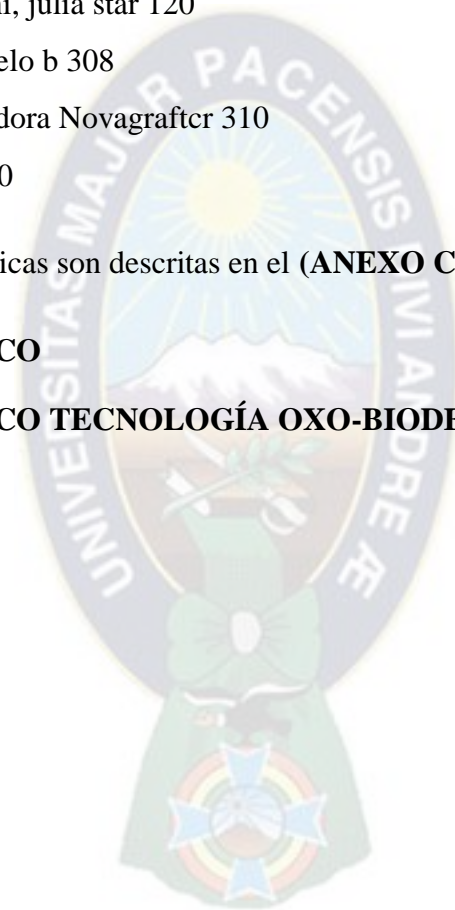 ni, julia star 120
elo b 308
dora Novagraftcr 310
0
icas son descritas en el (ANEXO C
CO
CO TECNOLOGÍA OXO-BIODE
UNIVERSITAS MAJOR PACENSIS DIVI ANDRE Æ